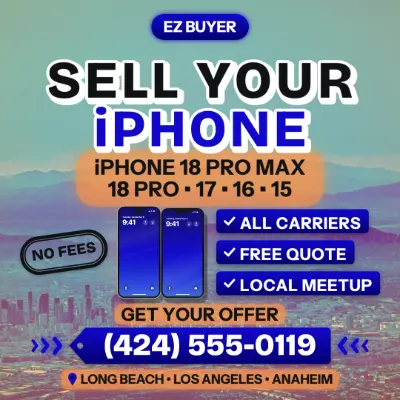 EZ BUYER
SELL YOUR
iPHONE
iPHONE 18 PRO MAX
18 PRO • 17 • 16 • 15
NO FEES
9:41
9:41
ALL CARRIERS
FREE QUOTE
LOCAL MEETUP
GET YOUR OFFER
(424) 555-0119
LONG BEACH • LOS ANGELES • ANAHEIM